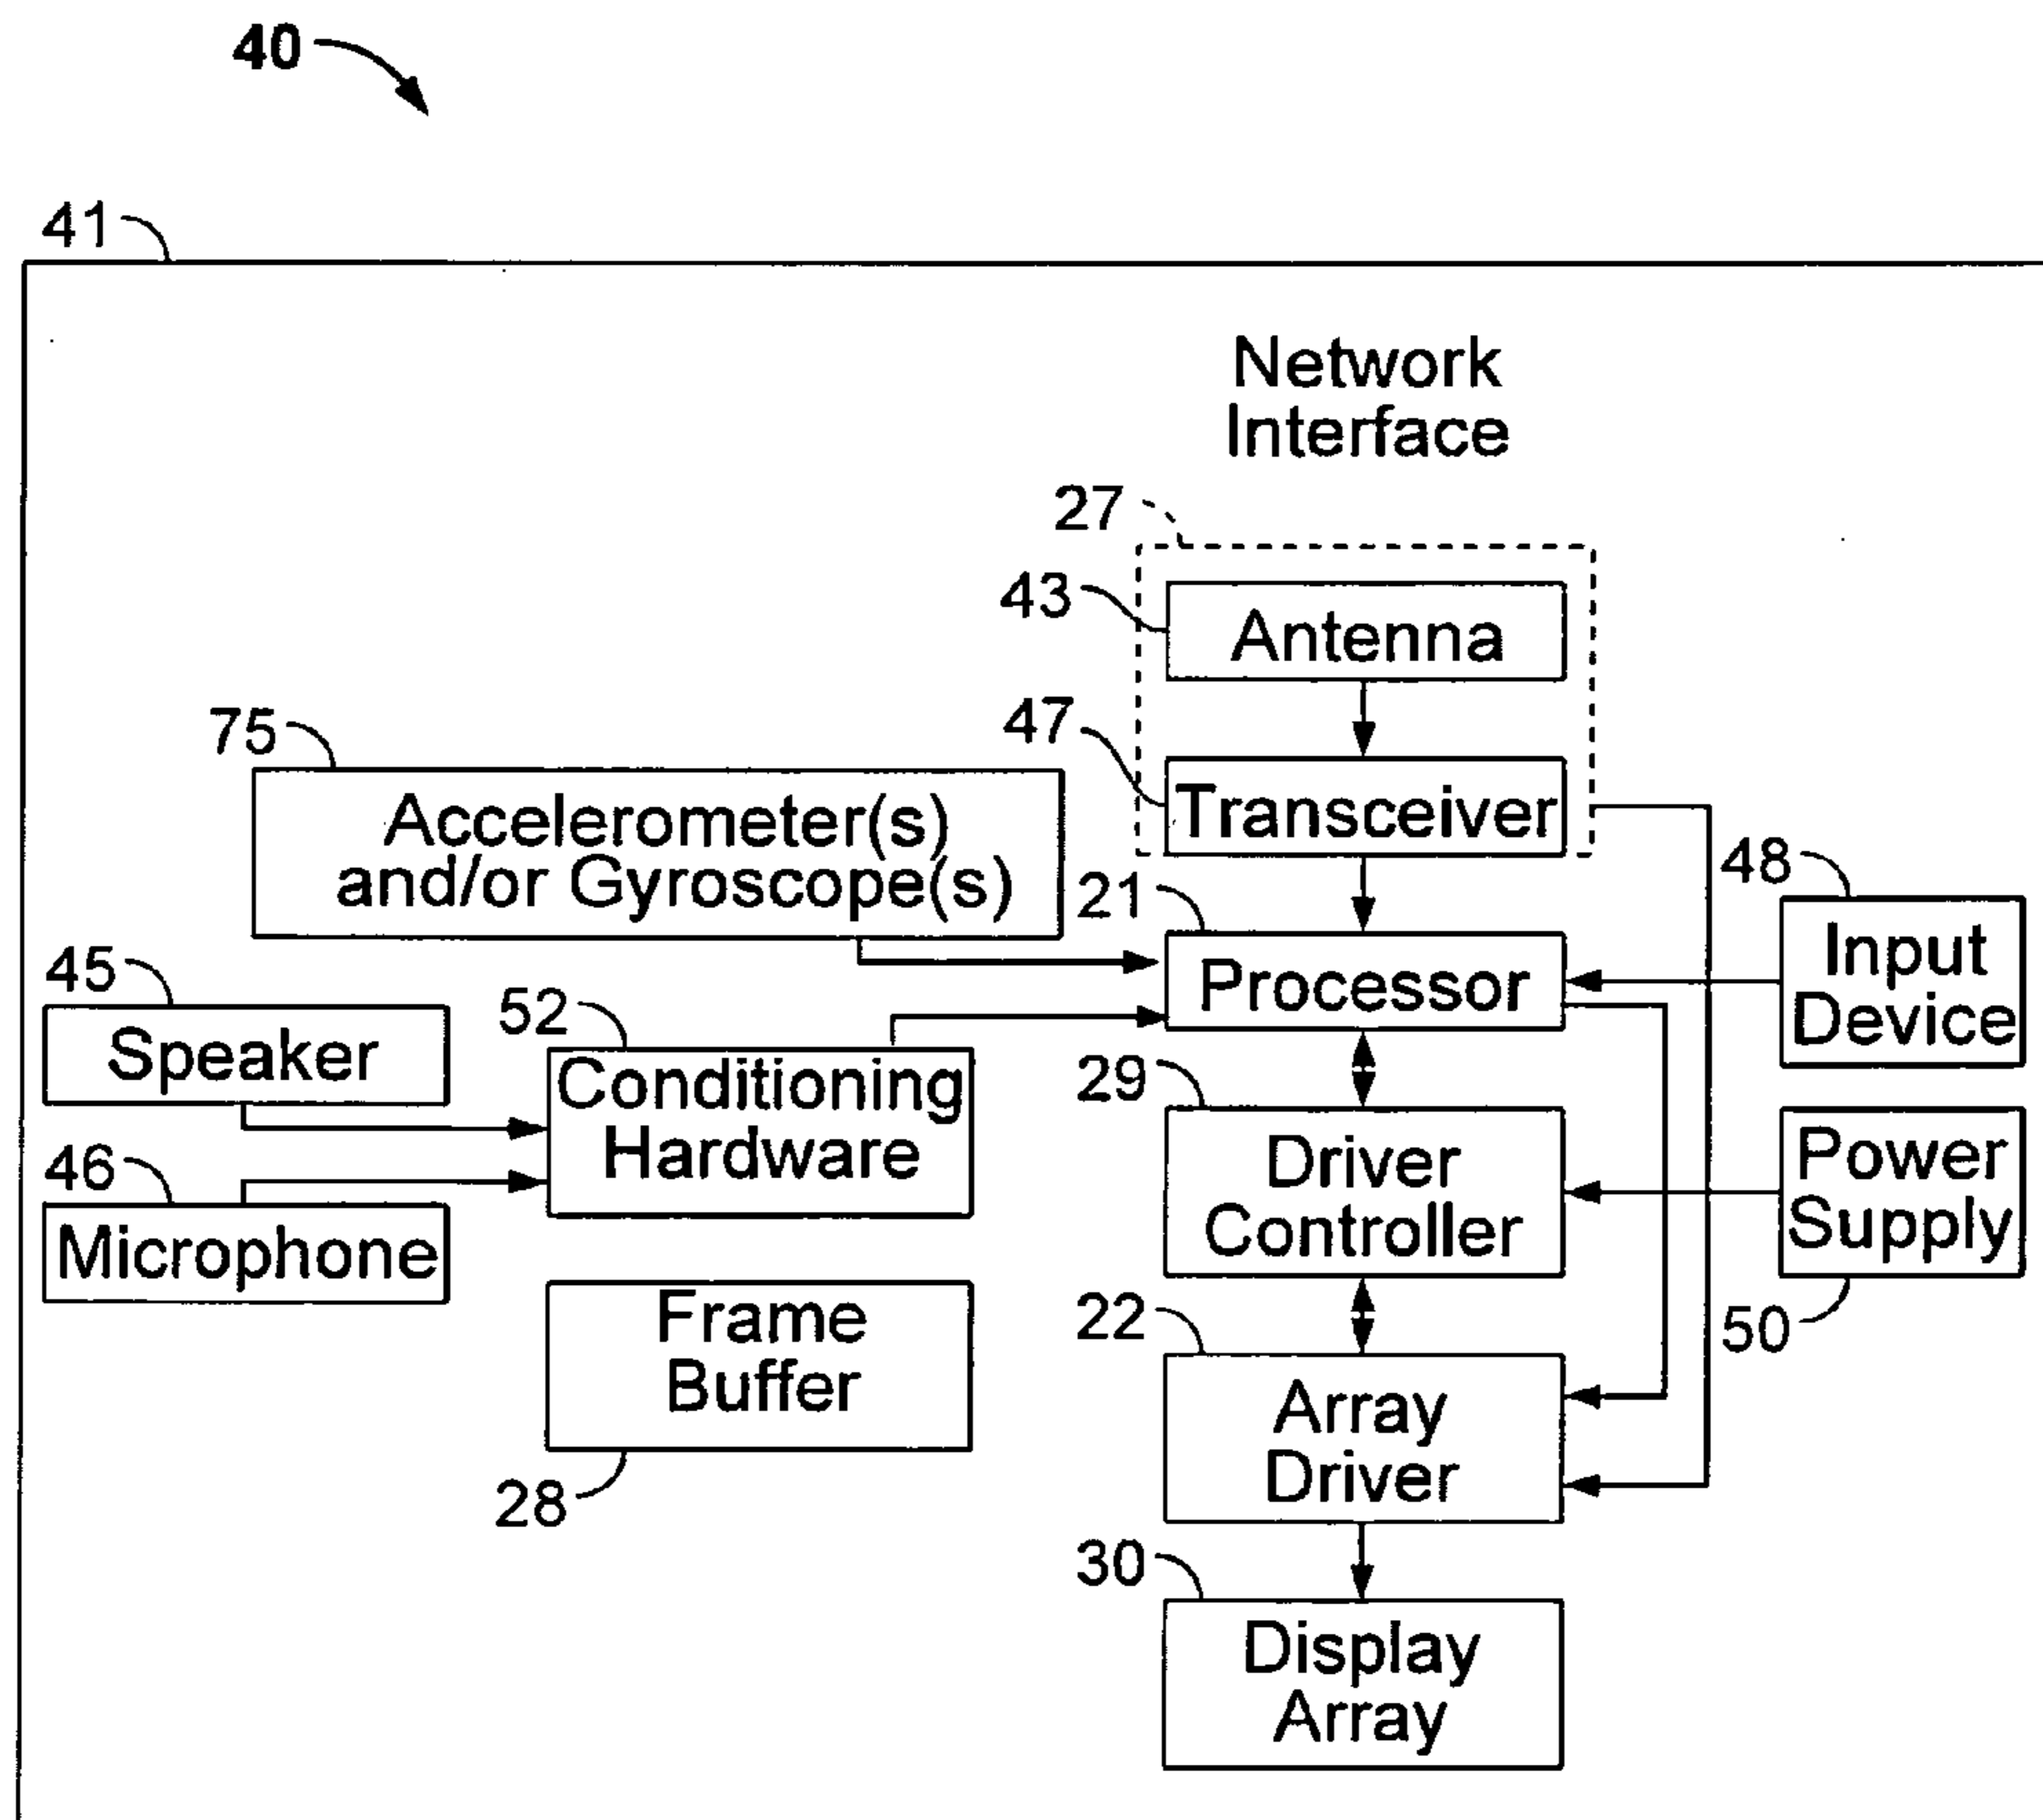 40
41
Network
Interface
27
43
Antenna
47
Transceiver
75
Accelerometer(s)
and/or Gyroscope(s)
21
Processor
48
Input
Device
45
Speaker
52
Conditioning
Hardware
46
Microphone
29
Driver
Controller
Power
Supply
50
Frame
Buffer
28
22
Array
Driver
30
Display
Array